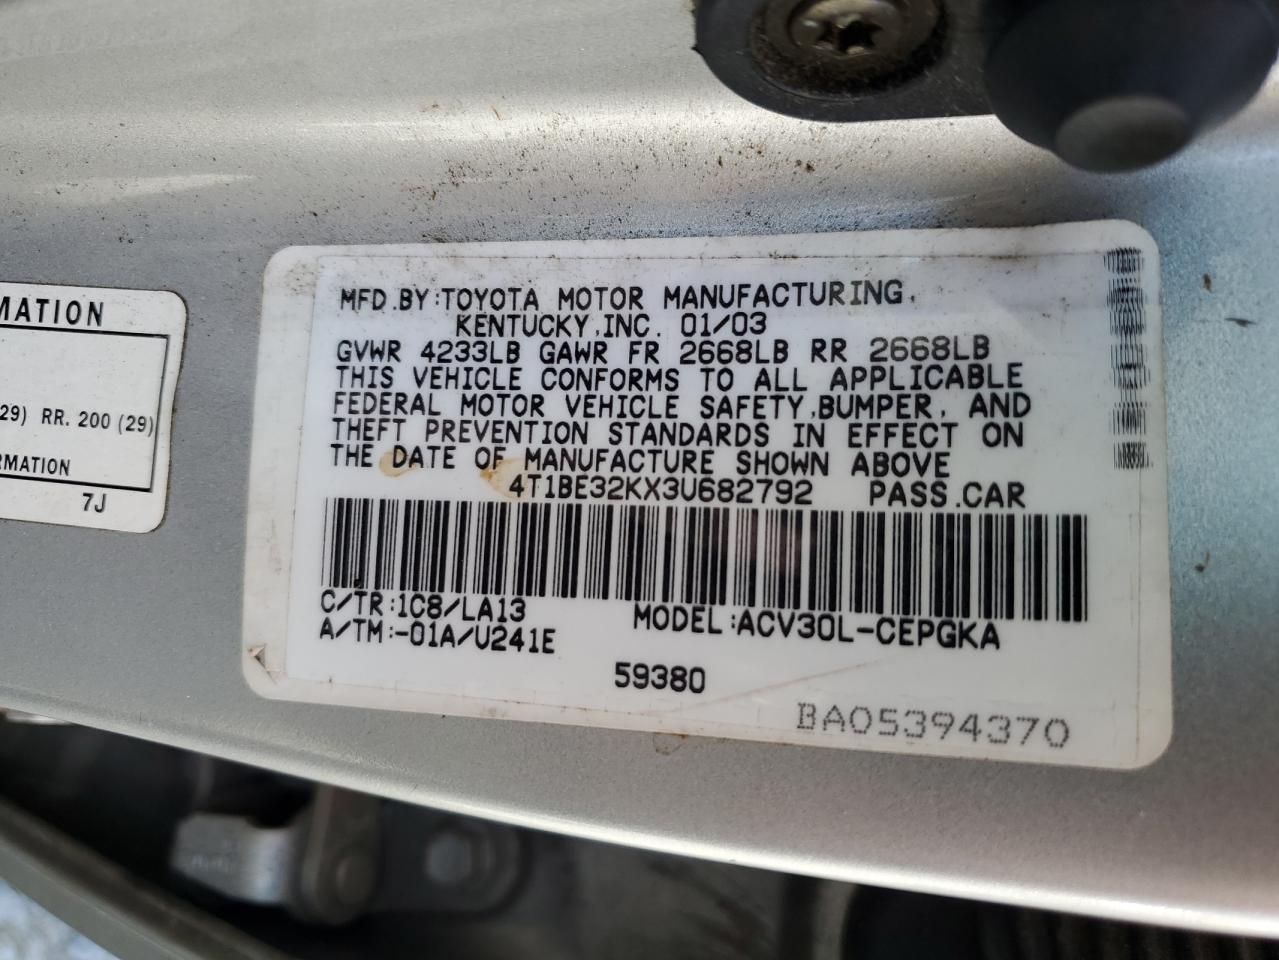 MATION
29) RR. 200 (29)
RMATION
7J
MFD.BY:TOYOTA MOTOR MANUFACTURING,
KENTUCKY,INC. 01/03
GVWR 4233LB GAWR FR 2668LB RR 2668LB
THIS VEHICLE CONFORMS TO ALL APPLICABLE
FEDERAL MOTOR VEHICLE SAFETY,BUMPER, AND
THEFT PREVENTION STANDARDS IN EFFECT ON
THE DATE OF MANUFACTURE SHOWN ABOVE
4T1BE32KX3U682792 PASS.CAR
C/TR:1C8/LA13 MODEL:ACV30L-CEPGKA
A/TM:-01A/U241E
59380
BA05394370